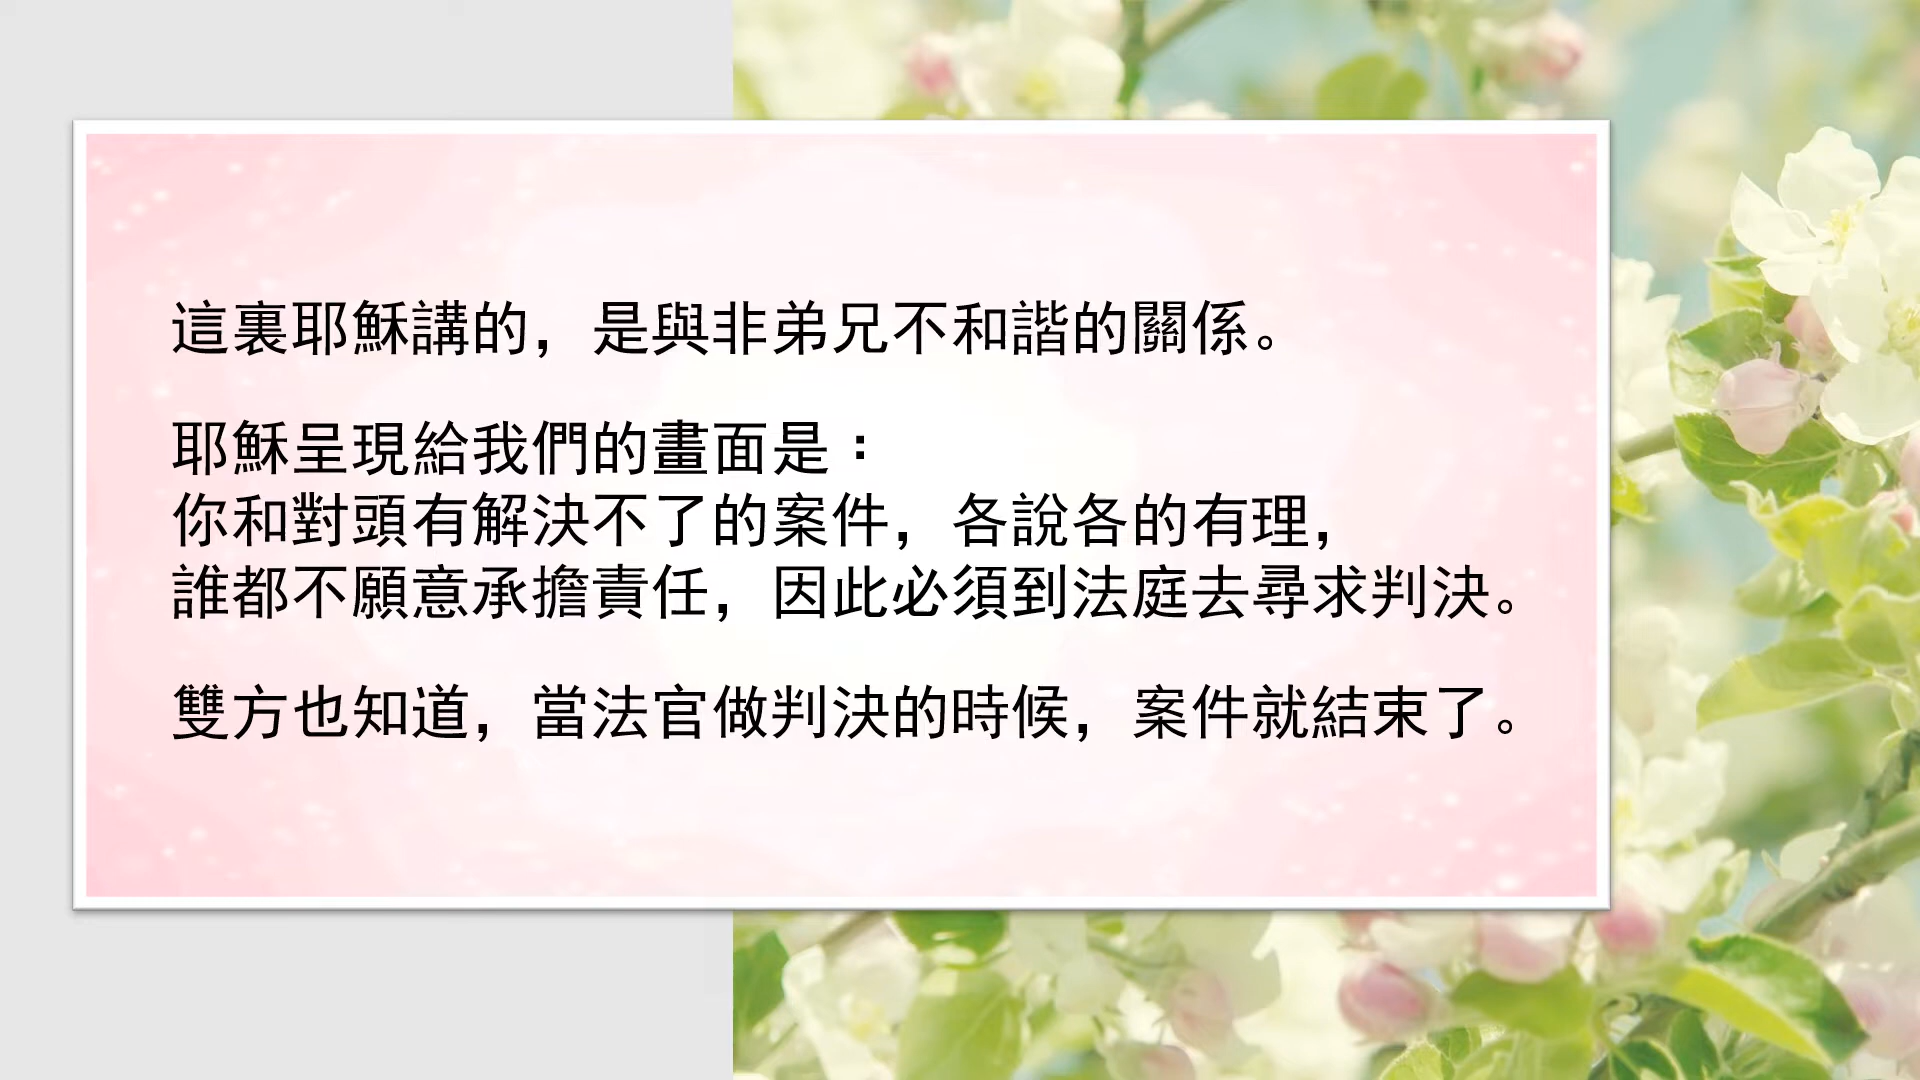 這裏耶穌講的，是與非弟兄不和諧的關係。
耶穌呈現給我們的畫面是：
你和對頭有解決不了的案件，各說各的有理，
誰都不願意承擔責任，因此必須到法庭去尋求判決。
雙方也知道，當法官做判決的時候，案件就結束了。